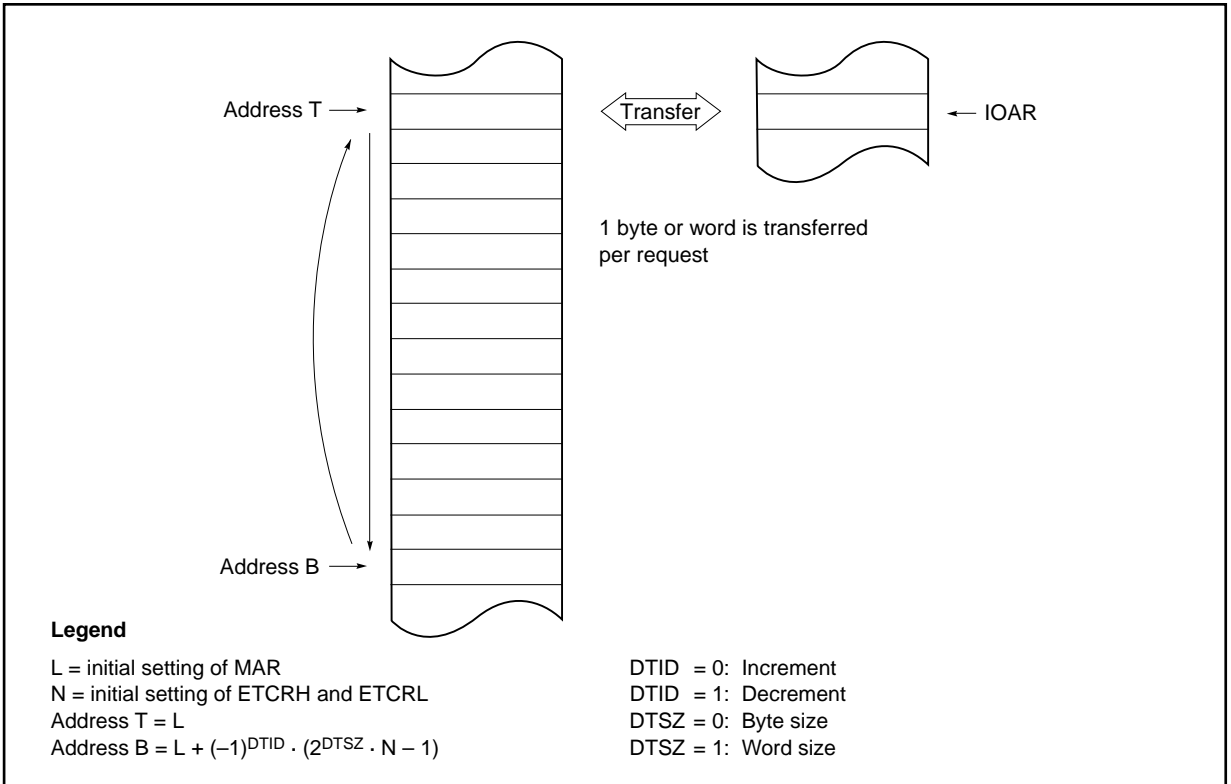 Address T
Transfer
IOAR
1 byte or word is transferred
per request
Address B
Legend
L = initial setting of MAR
N = initial setting of ETCRH and ETCRL
Address T = L
Address B = L + (–1)^DTID · (2^DTSZ · N – 1)
DTID = 0: Increment
DTID = 1: Decrement
DTSZ = 0: Byte size
DTSZ = 1: Word size